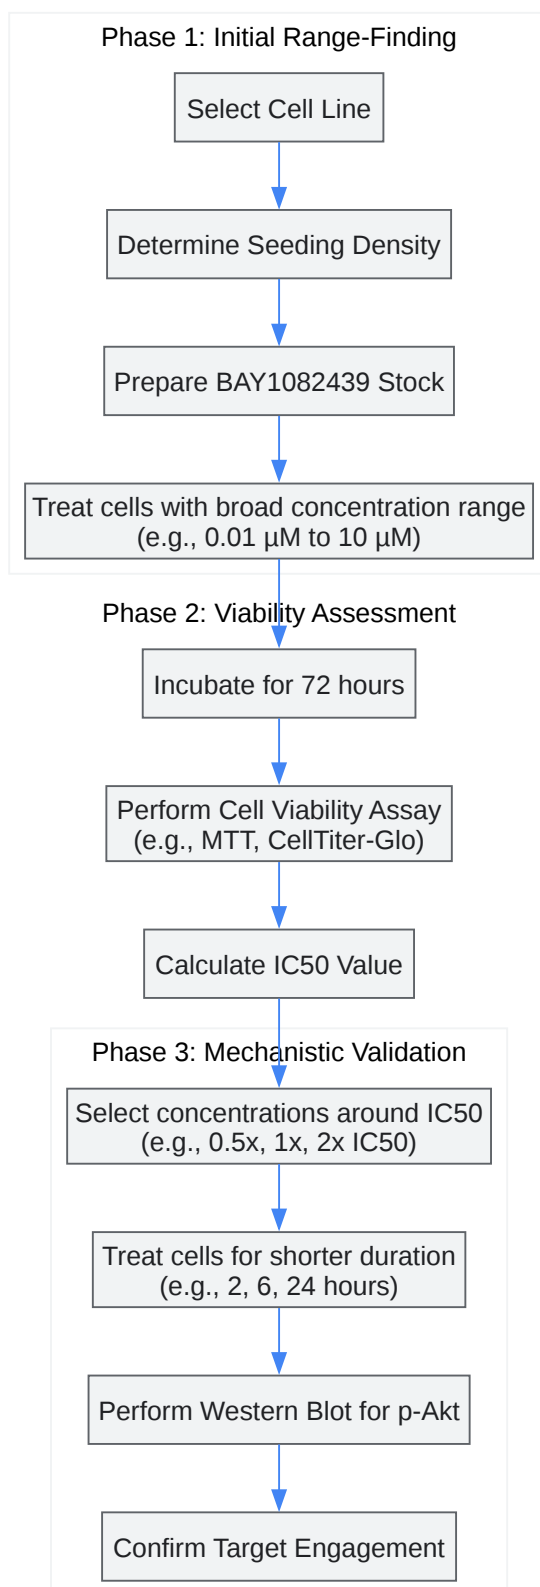 Phase 1: Initial Range-Finding
Select Cell Line
Determine Seeding Density
Prepare BAY1082439 Stock
Treat cells with broad concentration range
(e.g., 0.01 µM to 10 µM)
Phase 2: Viability Assessment
Incubate for 72 hours
Perform Cell Viability Assay
(e.g., MTT, CellTiter-Glo)
Calculate IC50 Value
Phase 3: Mechanistic Validation
Select concentrations around IC50
(e.g., 0.5x, 1x, 2x IC50)
Treat cells for shorter duration
(e.g., 2, 6, 24 hours)
Perform Western Blot for p-Akt
Confirm Target Engagement